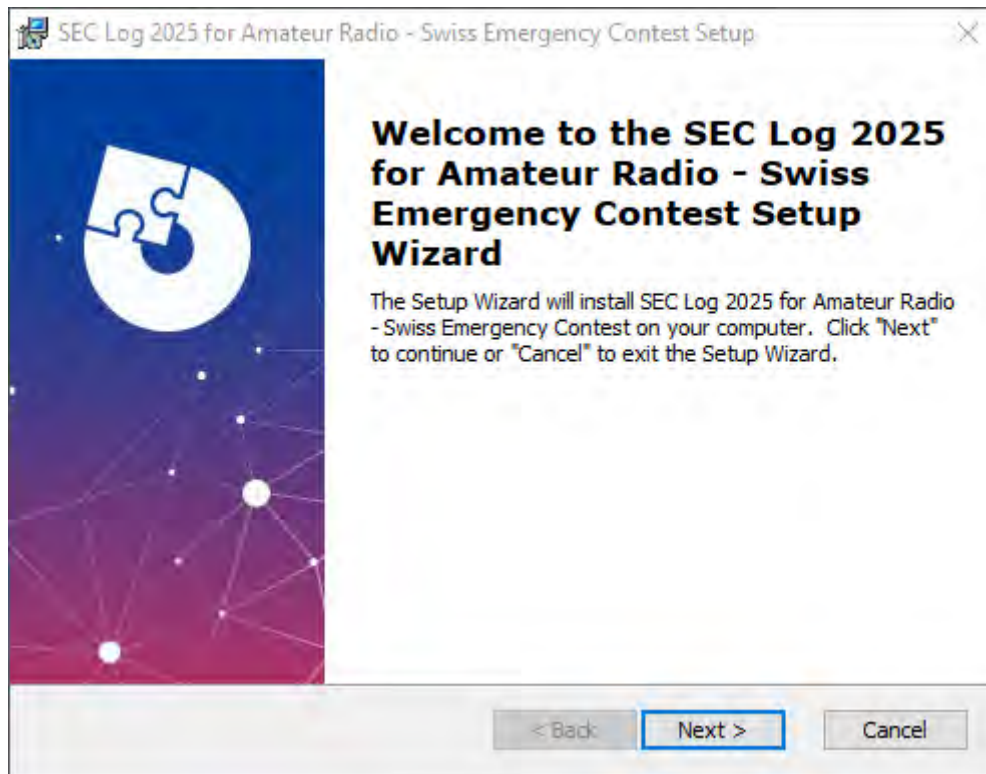 SEC Log 2025 for Amateur Radio - Swiss Emergency Contest Setup
Welcome to the SEC Log 2025
for Amateur Radio - Swiss
Emergency Contest Setup
Wizard
The Setup Wizard will install SEC Log 2025 for Amateur Radio
- Swiss Emergency Contest on your computer.  Click "Next"
to continue or "Cancel" to exit the Setup Wizard.
< Back
Next >
Cancel